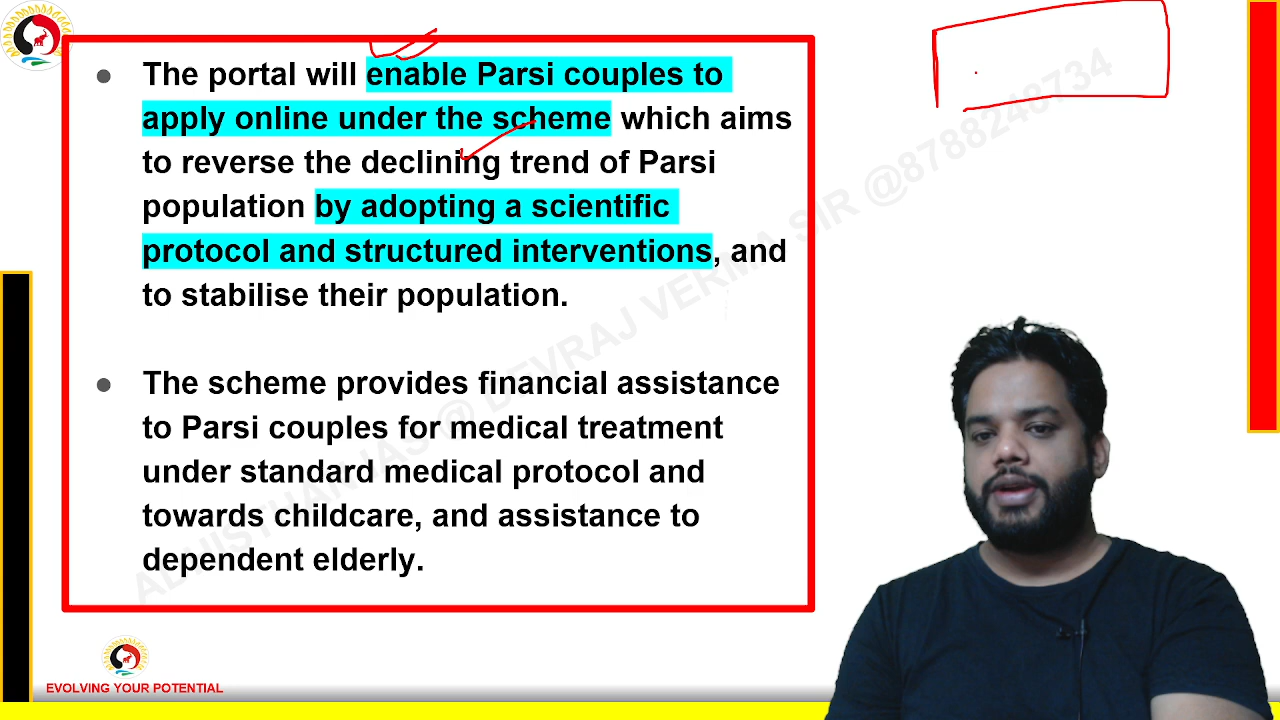 The portal will enable Parsi couples to
apply online under the scheme which aims
to reverse the declining trend of Parsi
population by adopting a scientific
protocol and structured interventions, and
to stabilise their population.
The scheme provides financial assistance
to Parsi couples for medical treatment
under standard medical protocol and
towards childcare, and assistance to
dependent elderly.
EVOLVING YOUR POTENTIAL